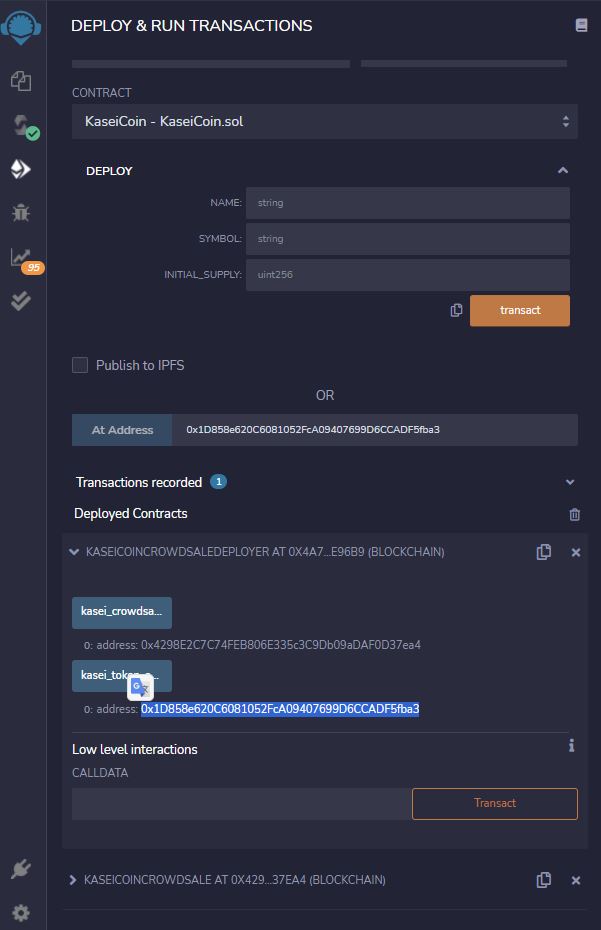 DEPLOY & RUN TRANSACTIONS
CONTRACT
KaseiCoin - KaseiCoin.sol
DEPLOY
NAME: string
SYMBOL: string
INITIAL_SUPPLY: uint256
transact
95
Publish to IPFS
OR
At Address 0x1D858e620C6081052FcA09407699D6CCADF5fba3
Transactions recorded 1
Deployed Contracts
KASEICOINCROWDSALEDEPLOYER AT 0X4A7...E96B9 (BLOCKCHAIN)
kasei_crowdsa...
0: address: 0x4298E2C7C74FEB806E335c3C9Db09aDAF0D37ea4
kasei_token_a...
0: address: 0x1D858e620C6081052FcA09407699D6CCADF5fba3
Low level interactions
CALLDATA
Transact
KASEICOINCROWDSALE AT 0X429...37EA4 (BLOCKCHAIN)